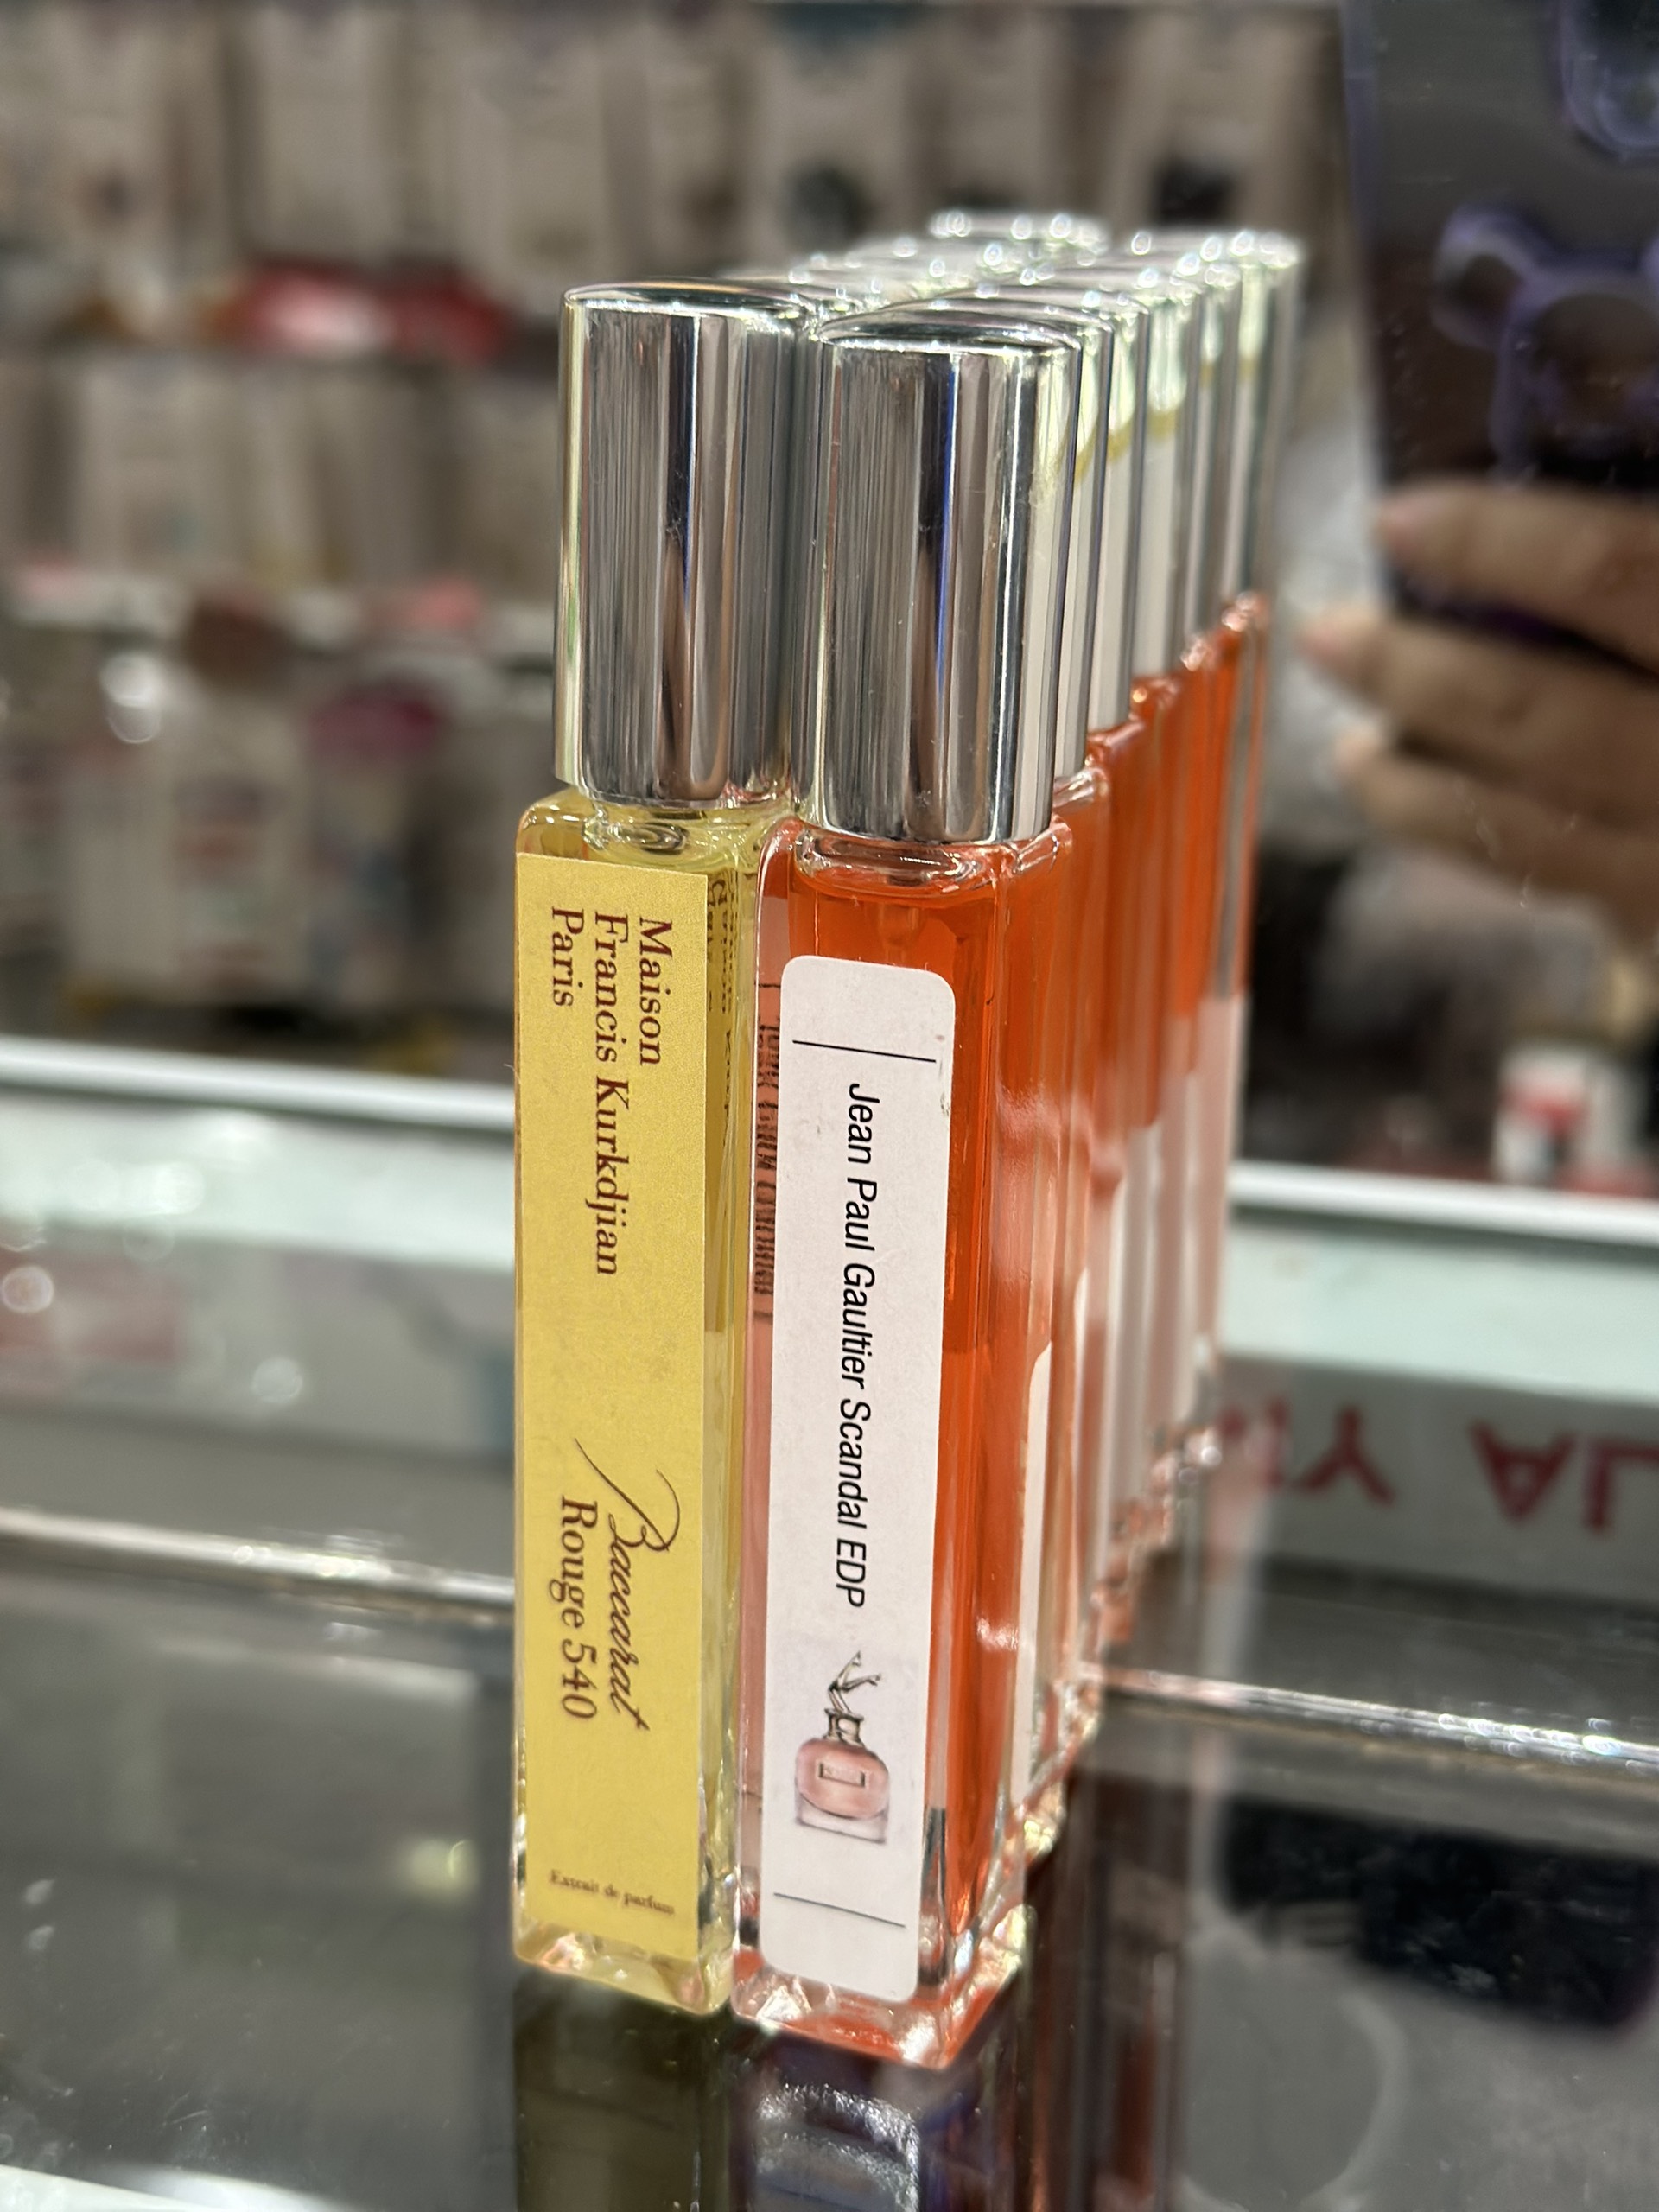 Maison
Francis Kurkdjian
Paris
Baccarat
Rouge 540
Extrait de parfum
Jean Paul Gaultier Scandal EDP